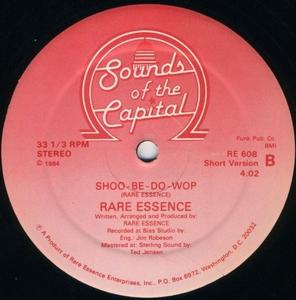 Sounds
of the
Capital
33 1/3 RPM
STEREO
Ⓒ 1984
Funk Pub. Co.
BMI
RE 608
Short Version B
4:02
SHOO-BE-DO-WOP
(RARE ESSENCE)
RARE ESSENCE
Written, Arranged and Produced by:
RARE ESSENCE
Recorded at Bias Studio by
Eng.: Jim Robeson
Mastered at: Sterling Sound by:
Ted Jensen
A Product of Rare Essence Enterprises, Inc., P.O. Box 6972, Washington, D.C. 20032